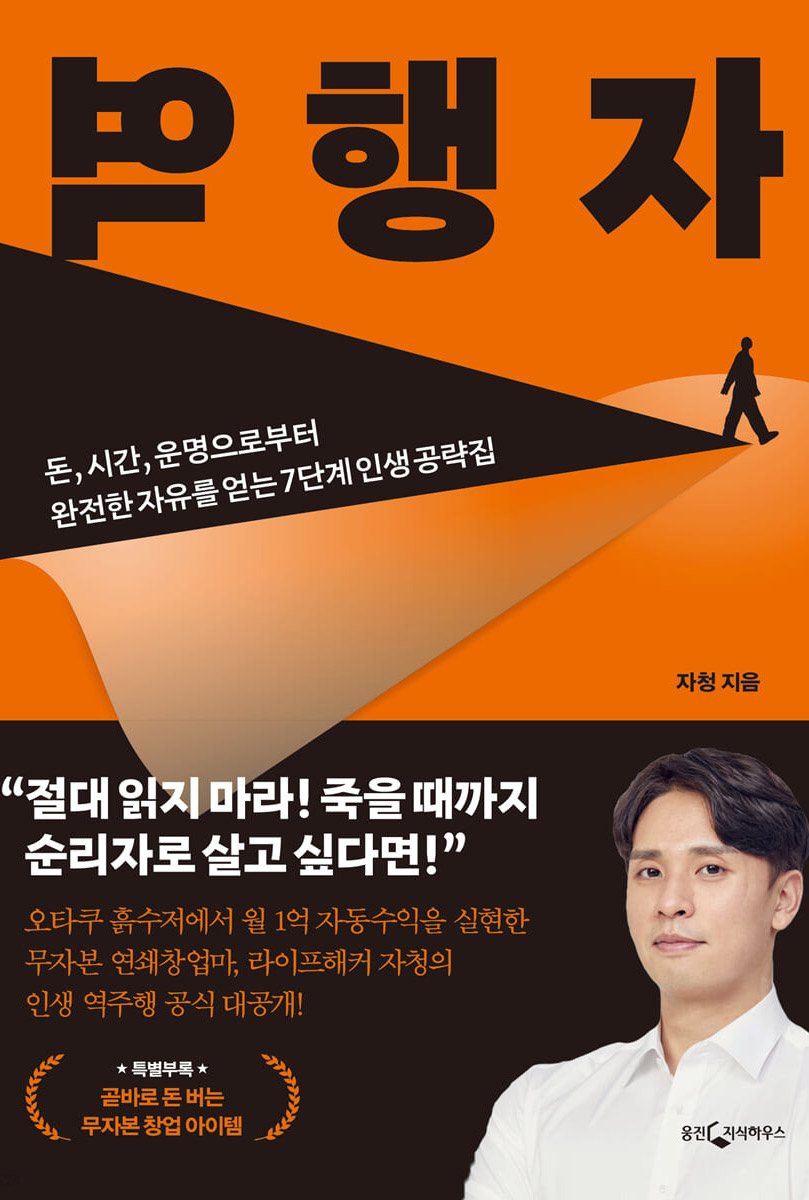 역행자
돈, 시간, 운명으로부터
완전한 자유를 얻는 7단계 인생 공략집
자청 지음
“절대 읽지 마라! 죽을 때까지
순리자로 살고 싶다면!”
오타쿠 흙수저에서 월 1억 자동수익을 실현한
무자본 연쇄창업마, 라이프해커 자청의
인생 역주행 공식 대공개!
★ 특별부록 ★
곧바로 돈 버는
무자본 창업 아이템
웅진 지식하우스